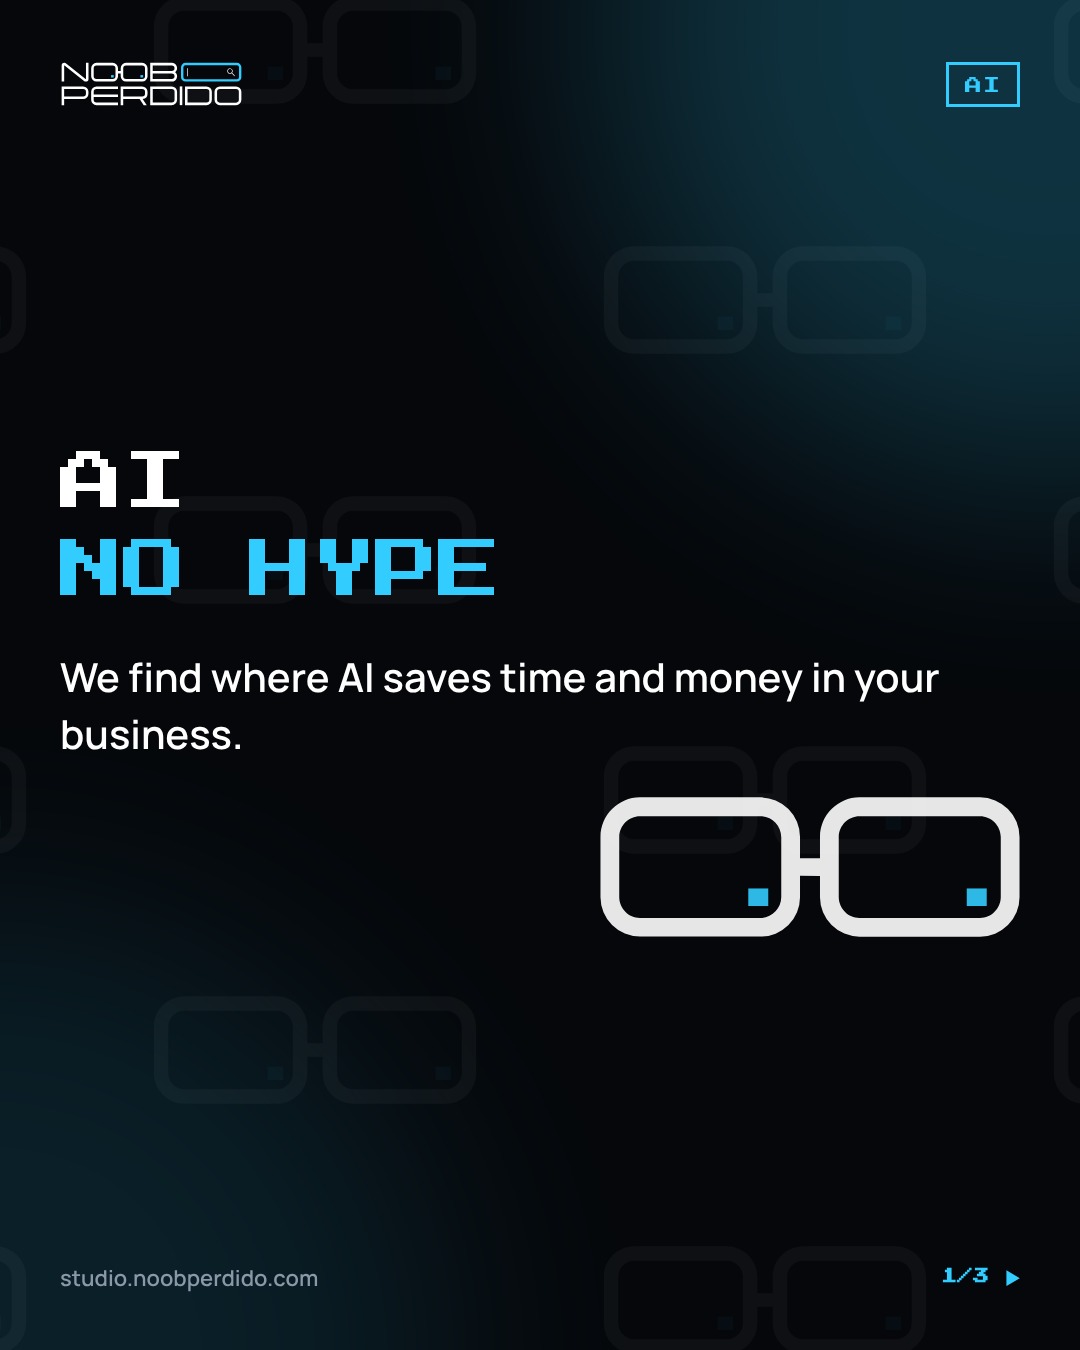 NOOB
PERDIDO
AI
AI
NO HYPE
We find where AI saves time and money in your
business.
studio.noobperdido.com
1/3